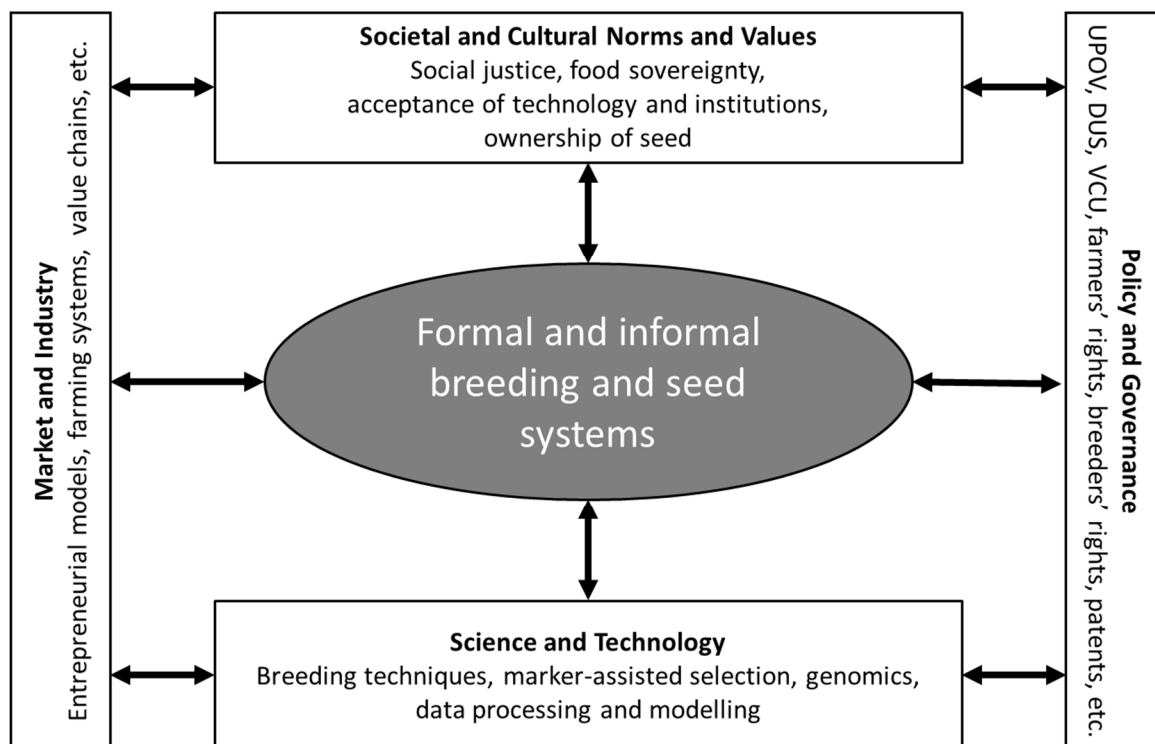 Societal and Cultural Norms and Values
Social justice, food sovereignty,
acceptance of technology and institutions,
ownership of seed
Market and Industry
Entrepreneurial models, farming systems, value chains, etc.
Formal and informal
breeding and seed
systems
Policy and Governance
UPOV, DUS, VCU, farmers’ rights, breeders’ rights, patents, etc.
Science and Technology
Breeding techniques, marker-assisted selection, genomics,
data processing and modelling